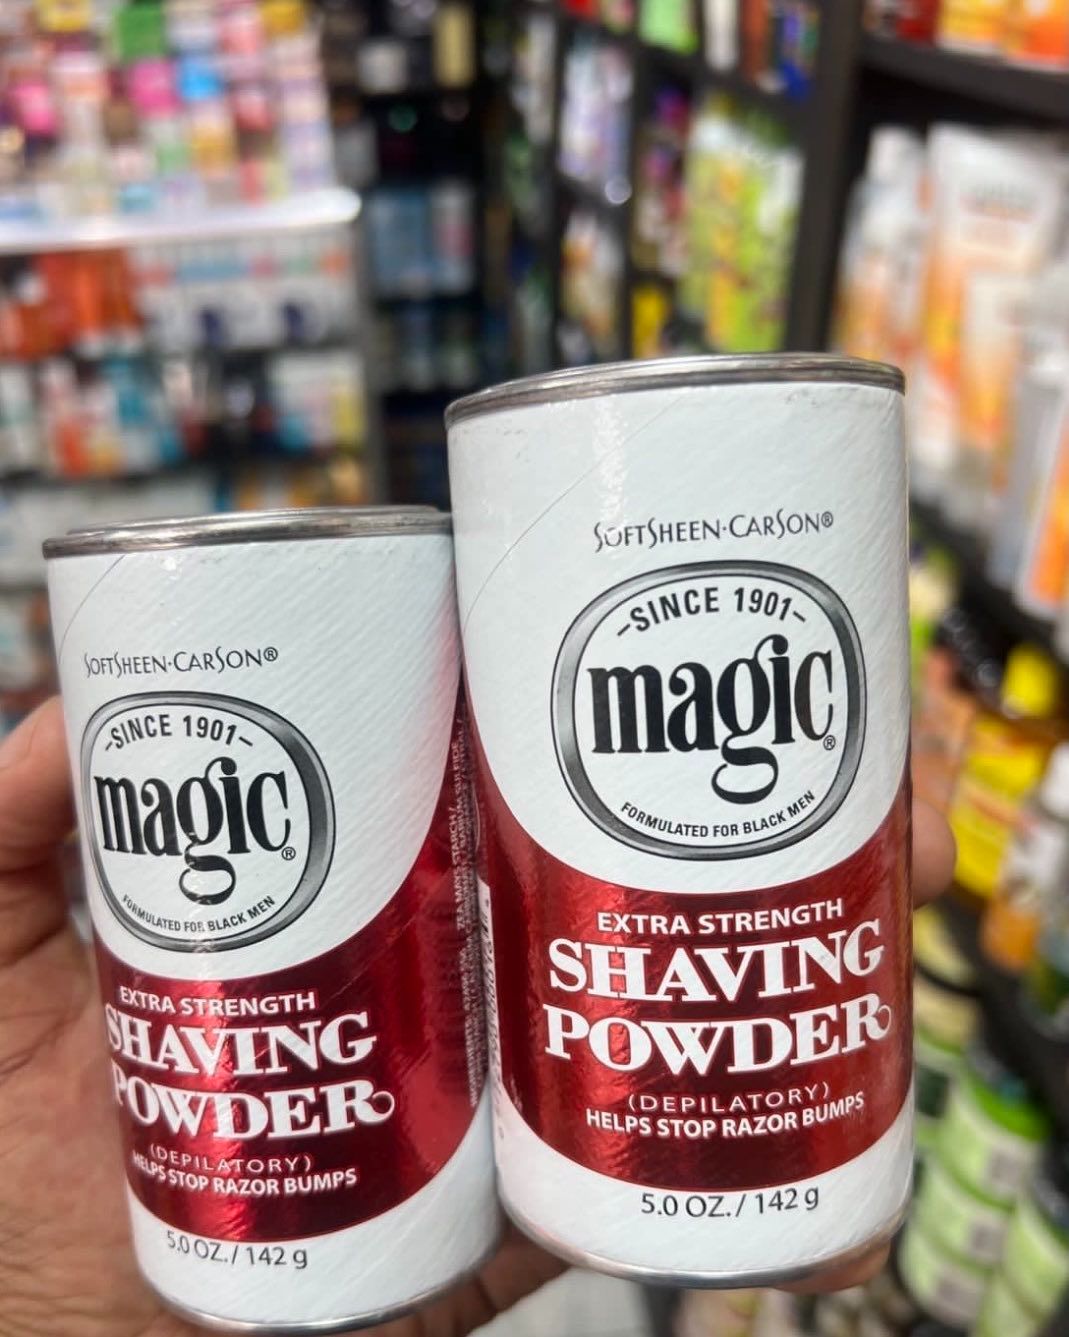 SOFTSHEEN·CARSON®
-SINCE 1901-
magic®
FORMULATED FOR BLACK MEN
EXTRA STRENGTH
SHAVING
POWDER
(DEPILATORY)
HELPS STOP RAZOR BUMPS
5.0 OZ./ 142 g
SOFTSHEEN·CARSON®
-SINCE 1901-
magic®
FORMULATED FOR BLACK MEN
EXTRA STRENGTH
SHAVING
POWDER
(DEPILATORY)
HELPS STOP RAZOR BUMPS
5.0 OZ./ 142 g